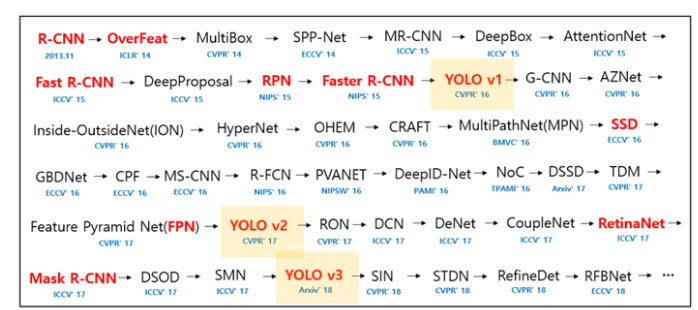 R-CNN → OverFeat → MultiBox → SPP-Net → MR-CNN → DeepBox → AttentionNet →
2013.11 ICLR' 14 CVPR' 14 ECCV' 14 ICCV' 15 ICCV' 15 ICCV' 15
Fast R-CNN → DeepProposal → RPN → Faster R-CNN → YOLO v1 → G-CNN → AZNet →
ICCV' 15 ICCV' 15 NIPS' 15 NIPS' 15 CVPR' 16 CVPR' 16 CVPR' 16
Inside-OutsideNet(ION) → HyperNet → OHEM → CRAFT → MultiPathNet(MPN) → SSD →
CVPR' 16 CVPR' 16 CVPR' 16 CVPR' 16 BMVC' 16 ECCV' 16
GBDNet → CPF → MS-CNN → R-FCN → PVANET → DeepID-Net → NoC → DSSD → TDM →
ECCV' 16 ECCV' 16 ECCV' 16 NIPS' 16 NIPSW' 16 PAMI' 16 TPAMI' 16 Arxiv' 17 CVPR' 17
Feature Pyramid Net(FPN) → YOLO v2 → RON → DCN → DeNet → CoupleNet → RetinaNet →
CVPR' 17 CVPR' 17 CVPR' 17 ICCV' 17 ICCV' 17 ICCV' 17 ICCV' 17
Mask R-CNN → DSOD → SMN → YOLO v3 → SIN → STDN → RefineDet → RFBNet → ⋯
ICCV' 17 ICCV' 17 ICCV' 17 Arxiv' 18 CVPR' 18 CVPR' 18 CVPR' 18 ECCV' 18